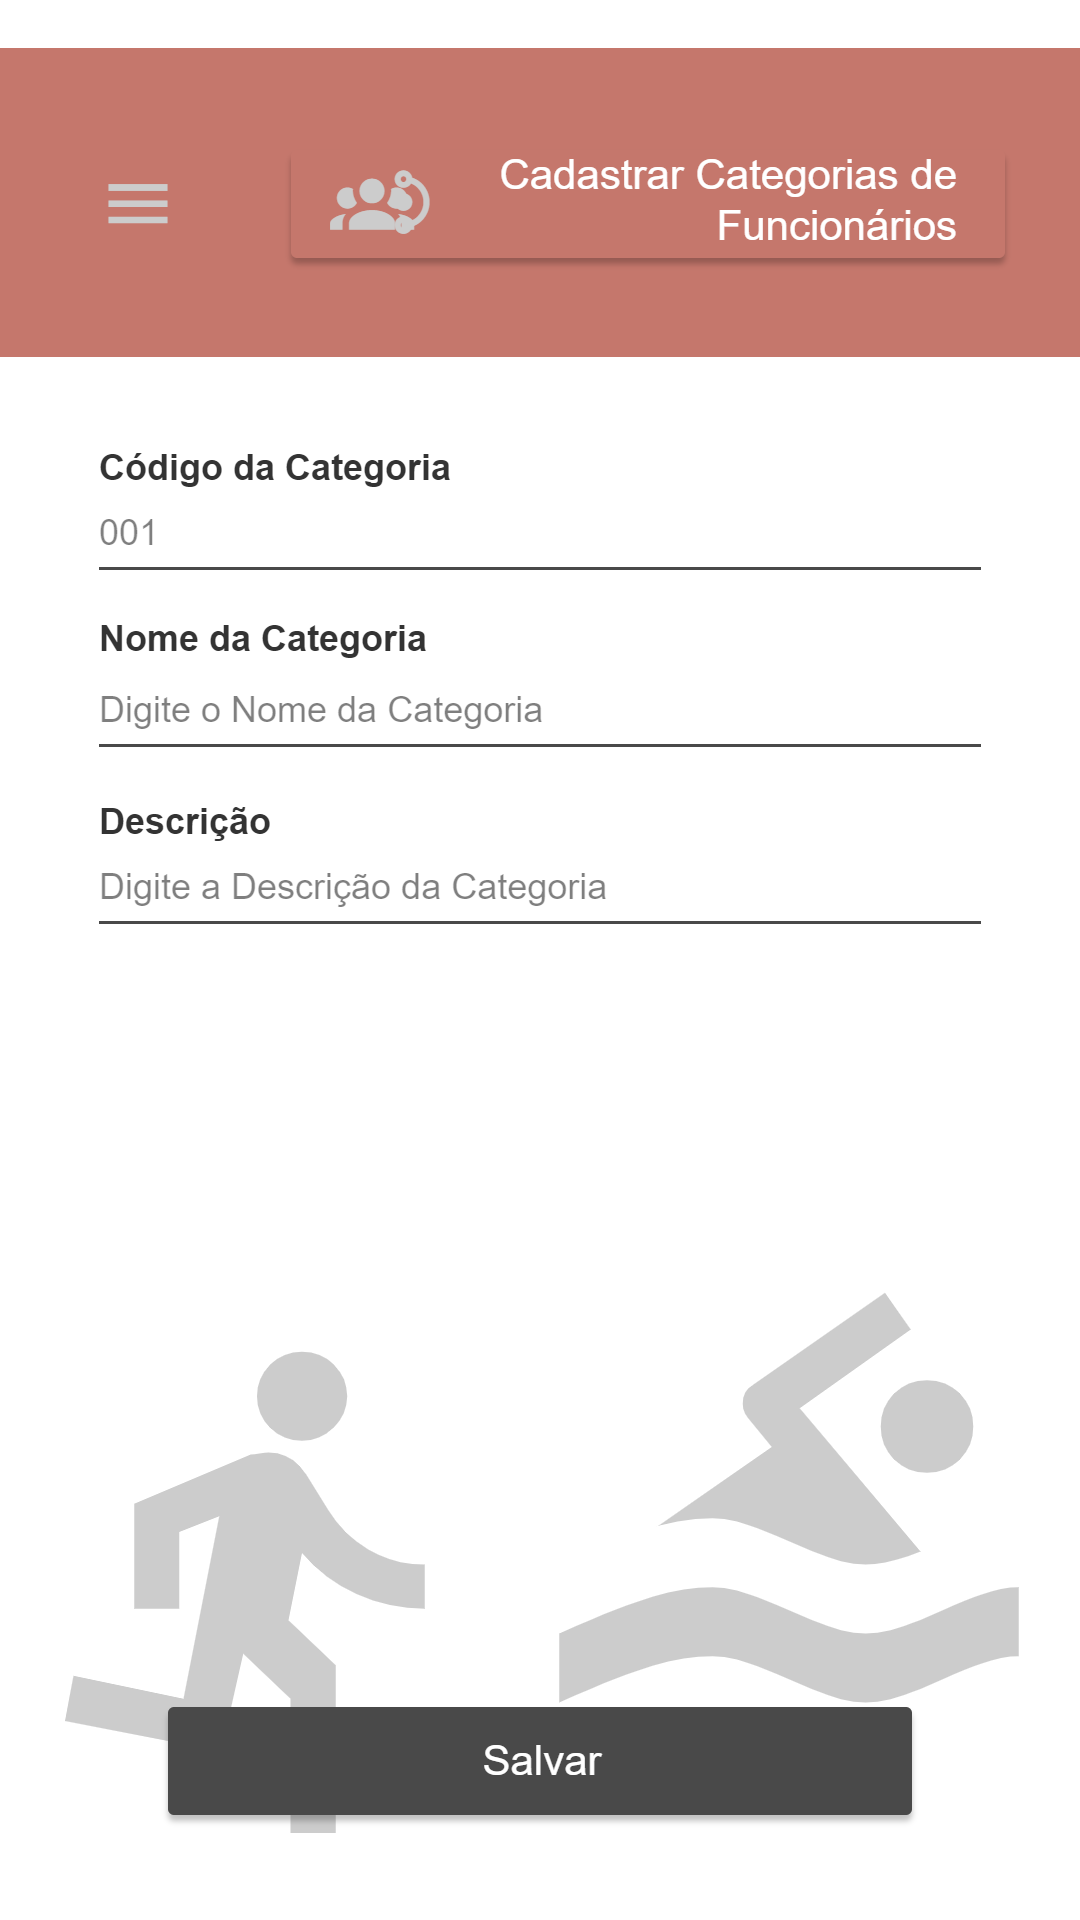 Cadastrar Categorias de
Funcionários
Código da Categoria
001
Nome da Categoria
Digite o Nome da Categoria
Descrição
Digite a Descrição da Categoria
Salvar